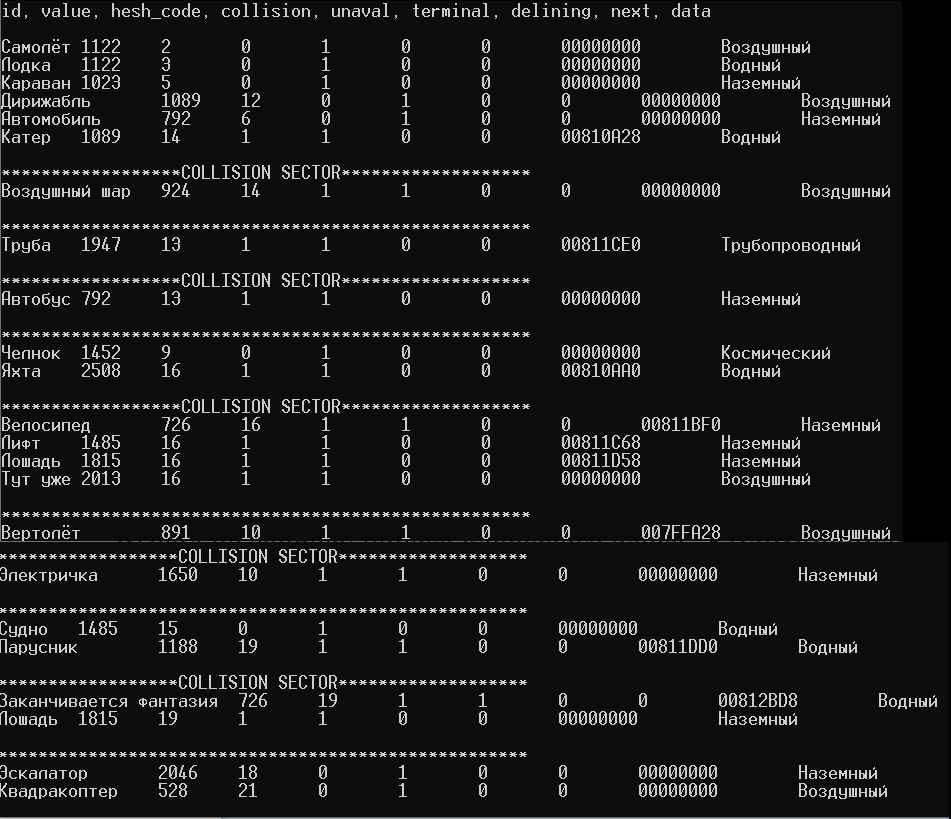 id, value, hesh_code, collision, unaval, terminal, delining, next, data
Самолёт 1122 2 0 1 0 0 00000000 Воздушный
Лодка 1122 3 0 1 0 0 00000000 Водный
Караван 1023 5 0 1 0 0 00000000 Наземный
Дирижабль 1089 12 0 1 0 0 00000000 Воздушный
Автомобиль 792 6 0 1 0 0 00000000 Наземный
Катер 1089 14 1 1 0 0 00810A28 Водный
******************COLLISION SECTOR*******************
Воздушный шар 924 14 1 1 0 0 00000000 Воздушный
*****************************************************
Труба 1947 13 1 1 0 0 00811CE0 Трубопроводный
******************COLLISION SECTOR*******************
Автобус 792 13 1 1 0 0 00000000 Наземный
*****************************************************
Челнок 1452 9 0 1 0 0 00000000 Космический
Яхта 2508 16 1 1 0 0 00810AA0 Водный
******************COLLISION SECTOR*******************
Велосипед 726 16 1 1 0 0 00811BF0 Наземный
Лифт 1485 16 1 1 0 0 00811C68 Наземный
Лошадь 1815 16 1 1 0 0 00811D58 Наземный
Тут уже 2013 16 1 1 0 0 00000000 Воздушный
*****************************************************
Вертолёт 891 10 1 1 0 0 007FFA28 Воздушный
******************COLLISION SECTOR*******************
Электричка 1650 10 1 1 0 0 00000000 Наземный
*****************************************************
Судно 1485 15 0 1 0 0 00000000 Водный
Парусник 1188 19 1 1 0 0 00811DD0 Водный
******************COLLISION SECTOR*******************
Заканчивается фантазия 726 19 1 1 0 0 00812BD8 Водный
Лошадь 1815 19 1 1 0 0 00000000 Наземный
*****************************************************
Эскалатор 2046 18 0 1 0 0 00000000 Наземный
Квадракоптер 528 21 0 1 0 0 00000000 Воздушный